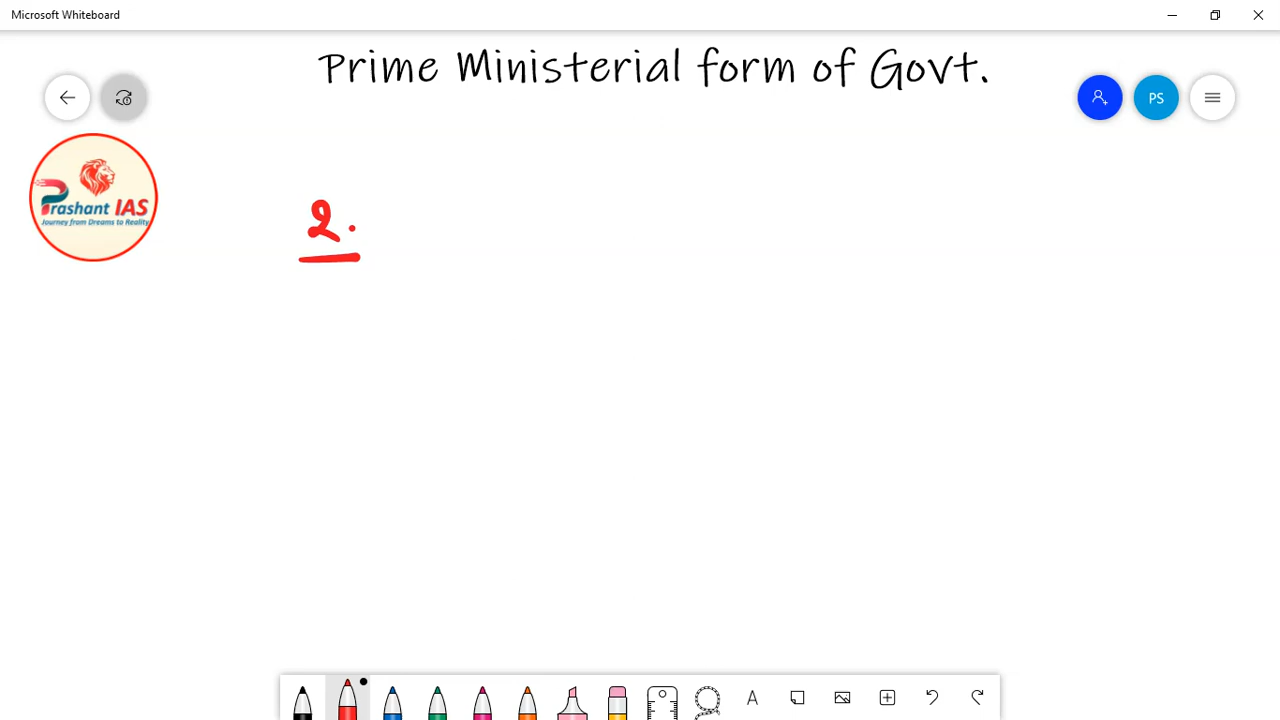 Microsoft Whiteboard
Prime Ministerial form of Govt.
PS
Prashant IAS
Journey from Dreams to Reality
2.
A